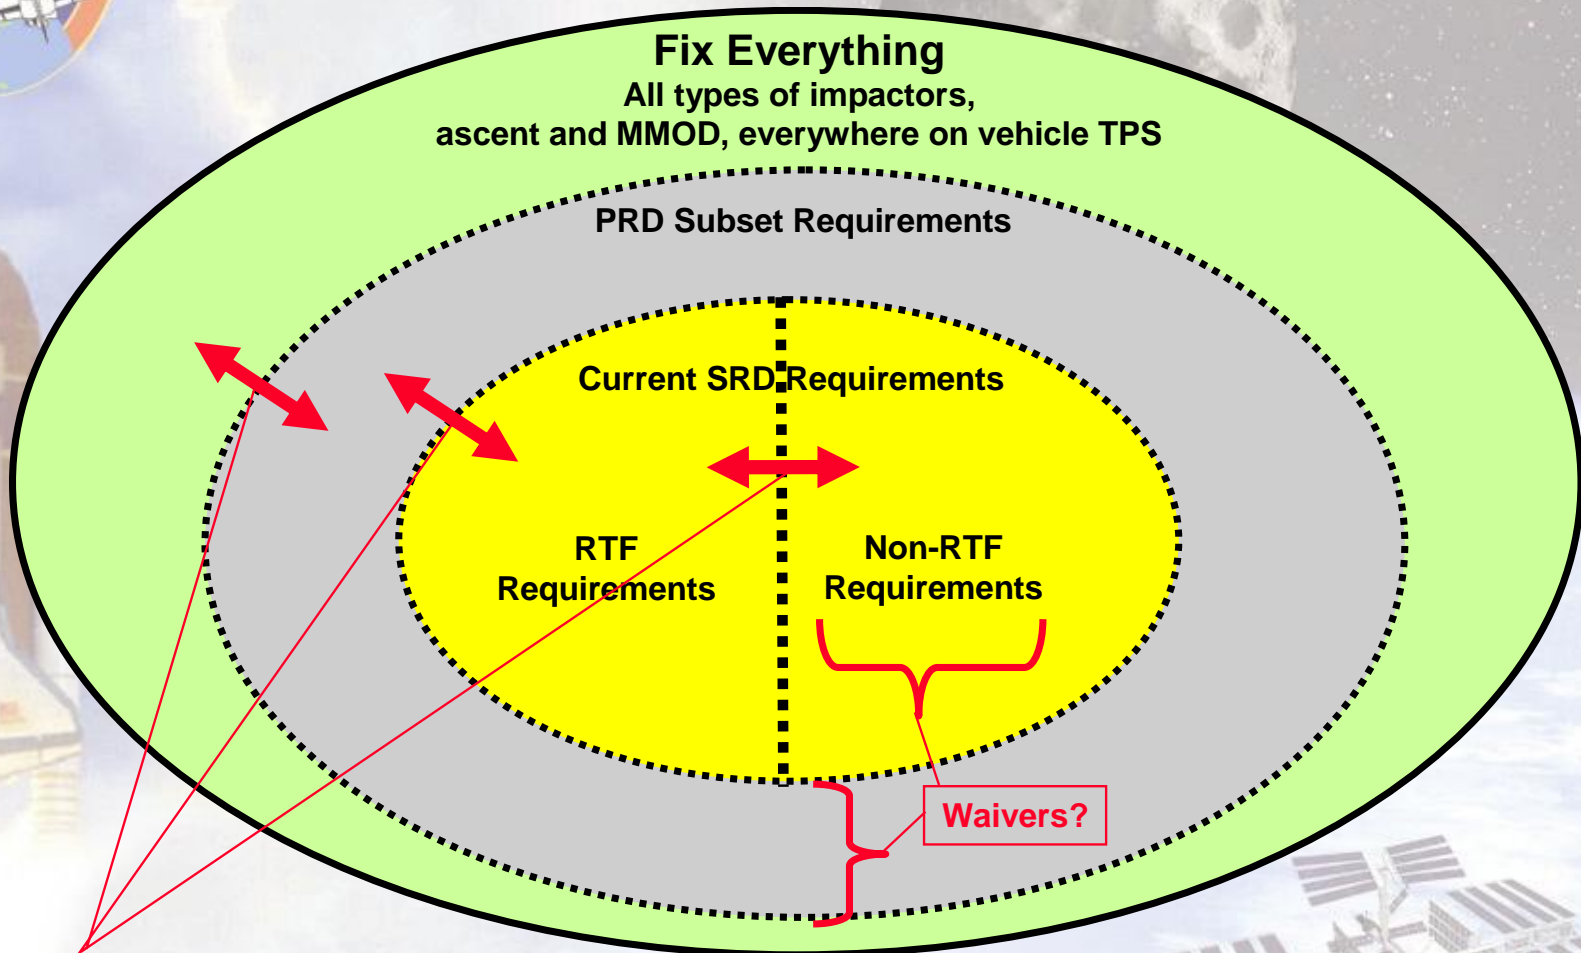 Fix Everything
All types of impactors,
ascent and MMOD, everywhere on vehicle TPS
PRD Subset Requirements
Current SRD Requirements
RTF
Requirements
Non-RTF
Requirements
Waivers?